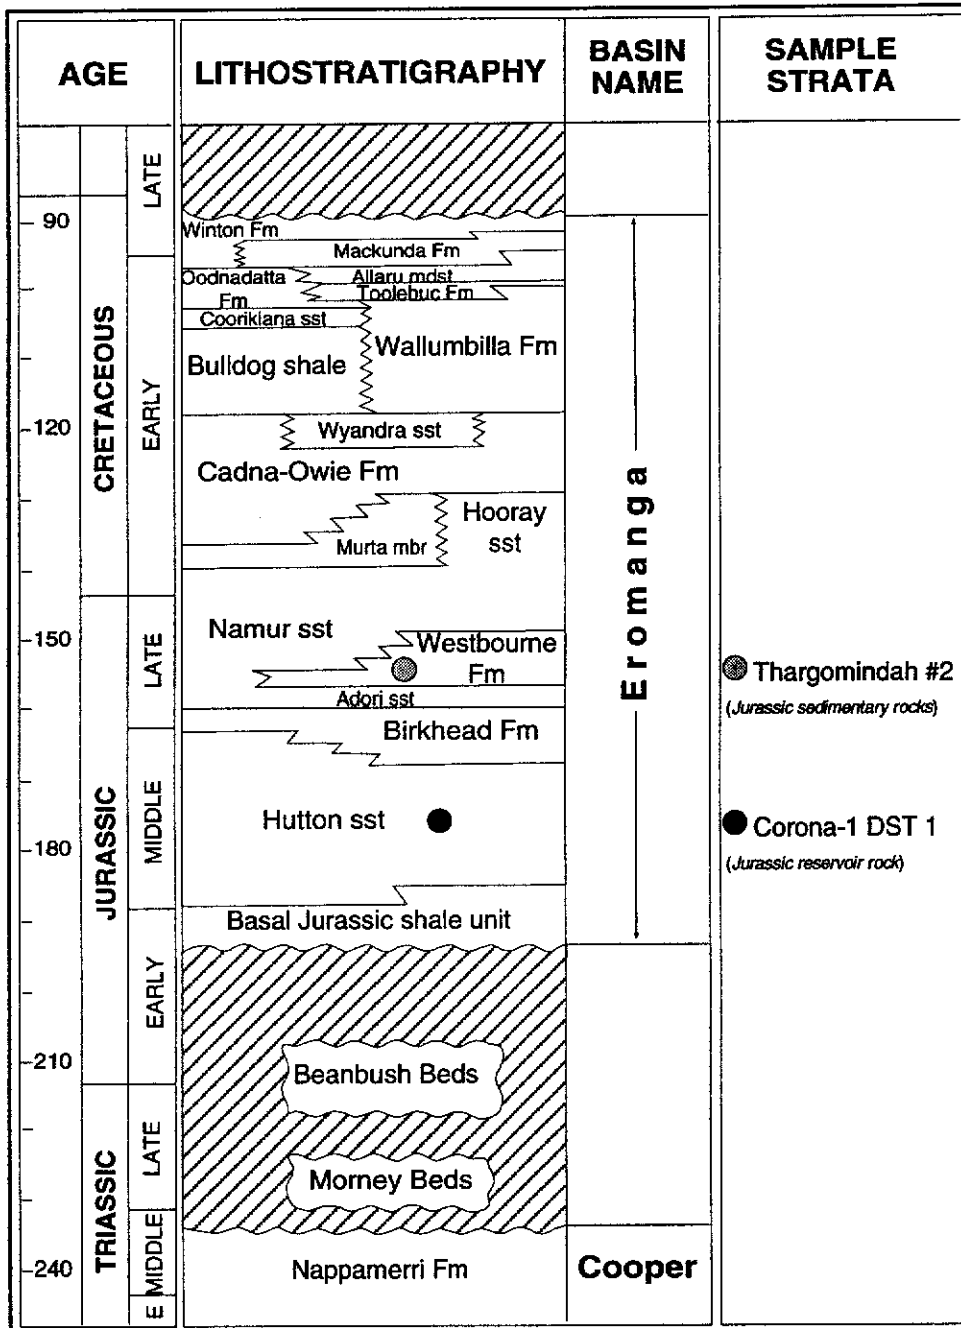 AGE
LITHOSTRATIGRAPHY
BASIN
NAME
SAMPLE
STRATA
90
120
150
180
210
240
CRETACEOUS
JURASSIC
TRIASSIC
LATE
EARLY
LATE
MIDDLE
EARLY
LATE
MIDDLE
E
Winton Fm
Mackunda Fm
Oodnadatta
Fm
Allaru mdst
Toolebuc Fm
Coorikiana sst
Bulldog shale
Wallumbilla Fm
Wyandra sst
Cadna-Owie Fm
Hooray
sst
Murta mbr
Namur sst
Westbourne
Fm
Adori sst
Birkhead Fm
Hutton sst
Basal Jurassic shale unit
Beanbush Beds
Morney Beds
Nappamerri Fm
Eromanga
Cooper
Thargomindah #2
(Jurassic sedimentary rocks)
Corona-1 DST 1
(Jurassic reservoir rock)